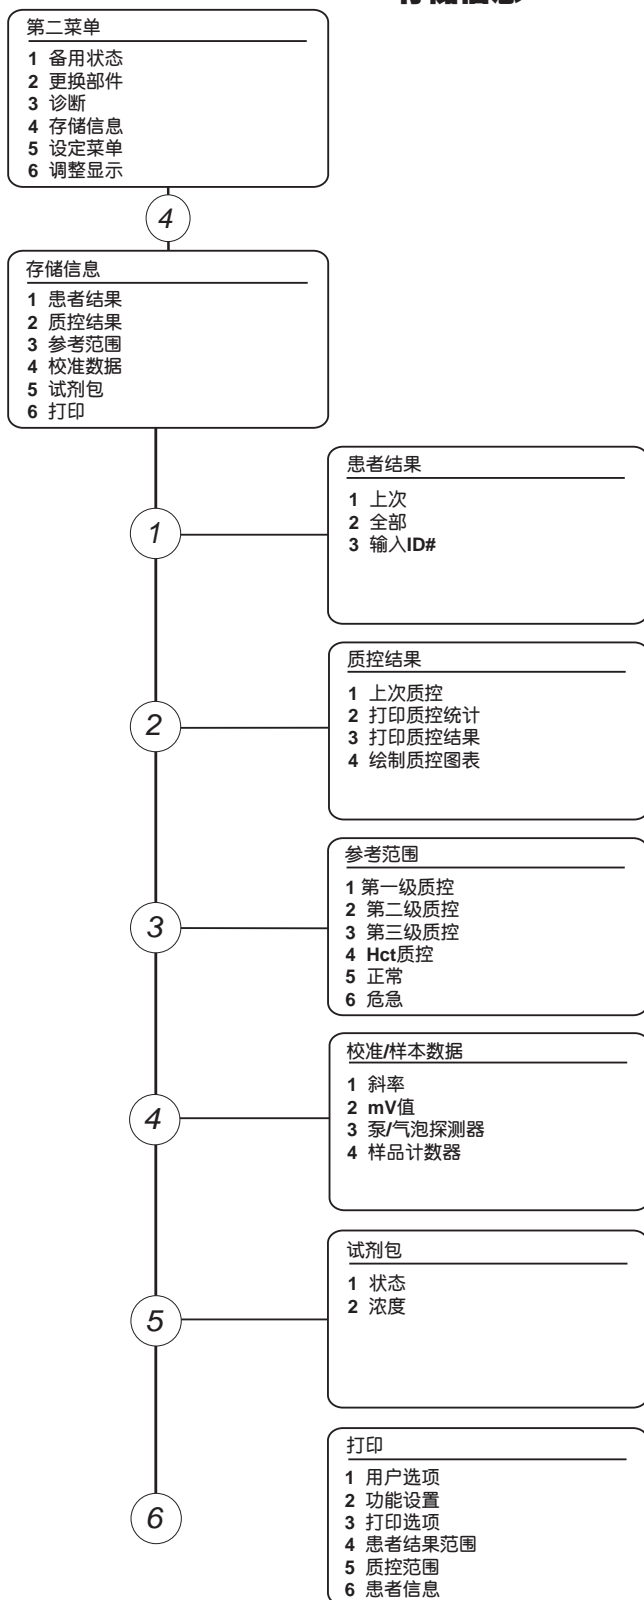 第二菜单
1 备用状态
2 更换部件
3 诊断
4 存储信息
5 设定菜单
6 调整显示
4
存储信息
1 患者结果
2 质控结果
3 参考范围
4 校准数据
5 试剂包
6 打印
1
患者结果
1 上次
2 全部
3 输入ID#
2
质控结果
1 上次质控
2 打印质控统计
3 打印质控结果
4 绘制质控图表
3
参考范围
1 第一级质控
2 第二级质控
3 第三级质控
4 Hct质控
5 正常
6 危急
4
校准/样本数据
1 斜率
2 mV值
3 泵/气泡探测器
4 样品计数器
5
试剂包
1 状态
2 浓度
6
打印
1 用户选项
2 功能设置
3 打印选项
4 患者结果范围
5 质控范围
6 患者信息